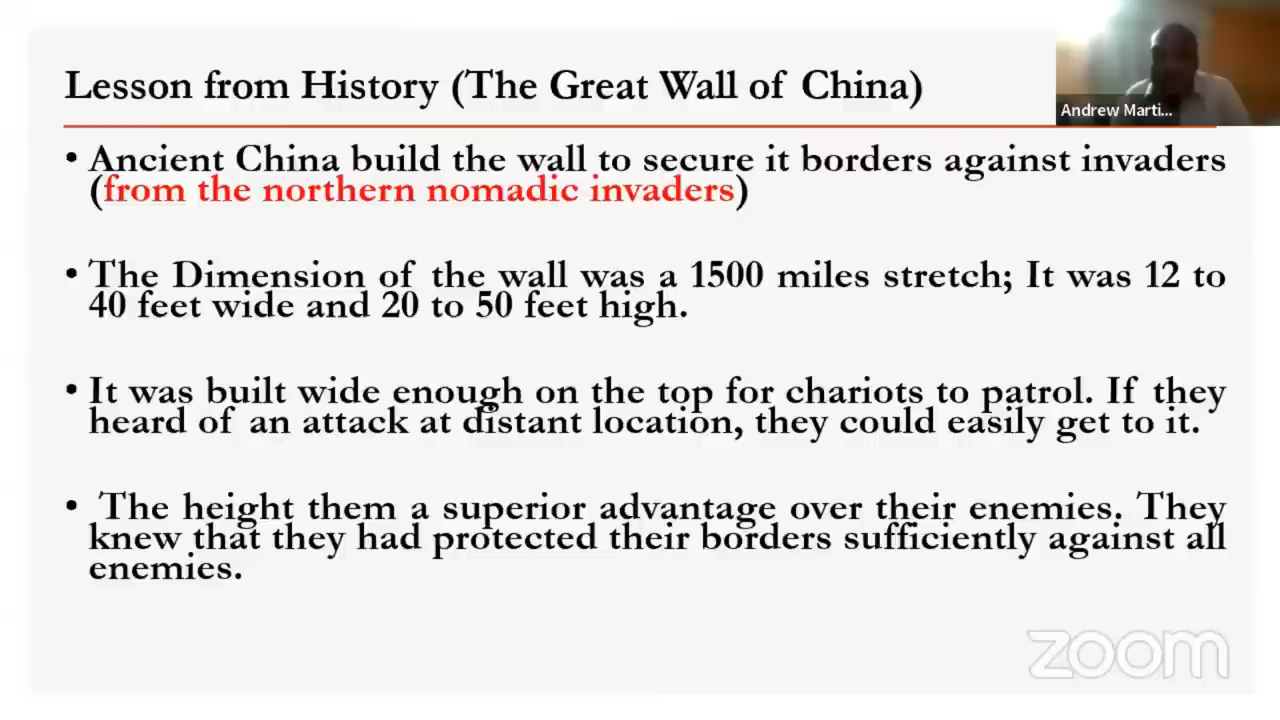 Lesson from History (The Great Wall of China)
Andrew Marti...
• Ancient China build the wall to secure it borders against invaders
(from the northern nomadic invaders)
• The Dimension of the wall was a 1500 miles stretch; It was 12 to
40 feet wide and 20 to 50 feet high.
• It was built wide enough on the top for chariots to patrol. If they
heard of an attack at distant location, they could easily get to it.
• The height them a superior advantage over their enemies. They
knew that they had protected their borders sufficiently against all
enemies.
zoom